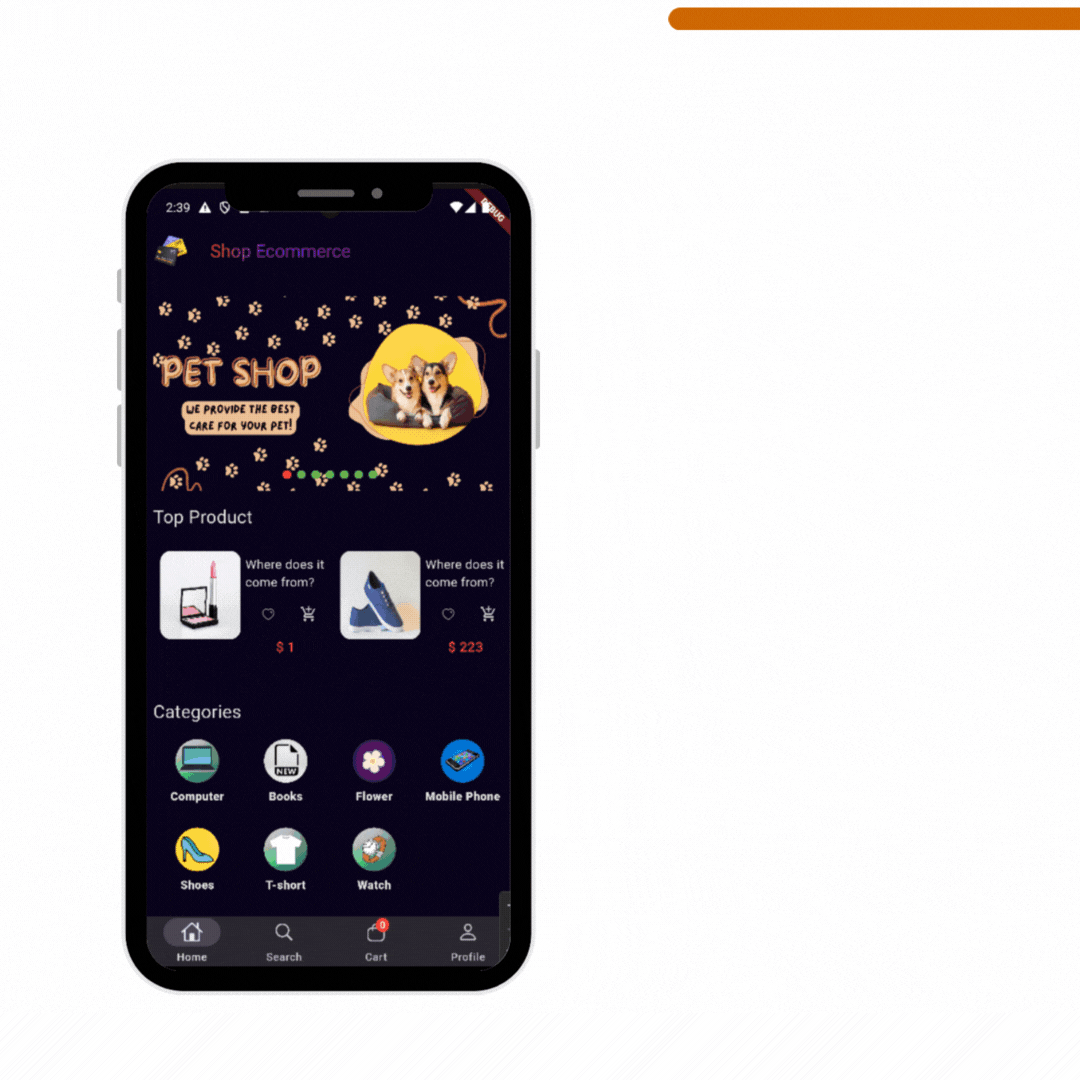 2:39
DEBUG
Shop Ecommerce
PET SHOP
WE PROVIDE THE BEST
CARE FOR YOUR PET!
Top Product
Where does it
come from?
$ 1
Where does it
come from?
$ 223
Categories
NEW
Computer
Books
Flower
Mobile Phone
Shoes
T-short
Watch
0
Home
Search
Cart
Profile